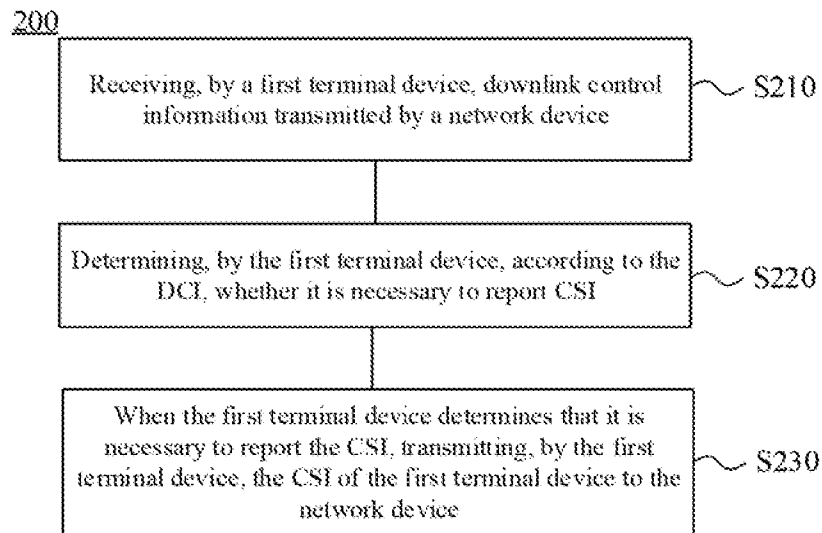 200
Receiving, by a first terminal device, downlink control
information transmitted by a network device
S210
Determining, by the first terminal device, according to the
DCI, whether it is necessary to report CSI
S220
When the first terminal device determines that it is
necessary to report the CSI, transmitting, by the first
terminal device, the CSI of the first terminal device to the
network device
S230